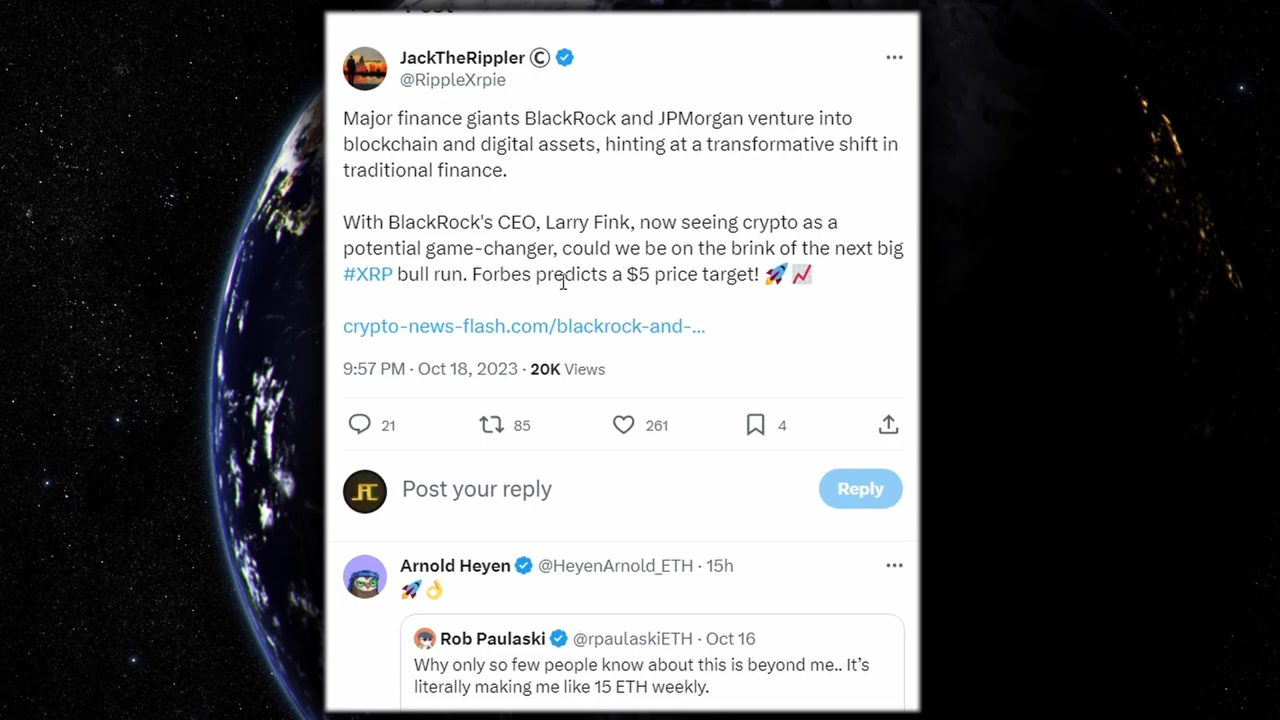 JackTheRippler © 
@RippleXrpie
Major finance giants BlackRock and JPMorgan venture into
blockchain and digital assets, hinting at a transformative shift in
traditional finance.
With BlackRock's CEO, Larry Fink, now seeing crypto as a
potential game-changer, could we be on the brink of the next big
#XRP bull run. Forbes predicts a $5 price target! 🚀📈
crypto-news-flash.com/blackrock-and-...
9:57 PM · Oct 18, 2023 · 20K Views
21 85 261 4
Post your reply
Reply
Arnold Heyen @HeyenArnold_ETH · 15h
🚀👌
Rob Paulaski @rpaulaskiETH · Oct 16
Why only so few people know about this is beyond me.. It's
literally making me like 15 ETH weekly.